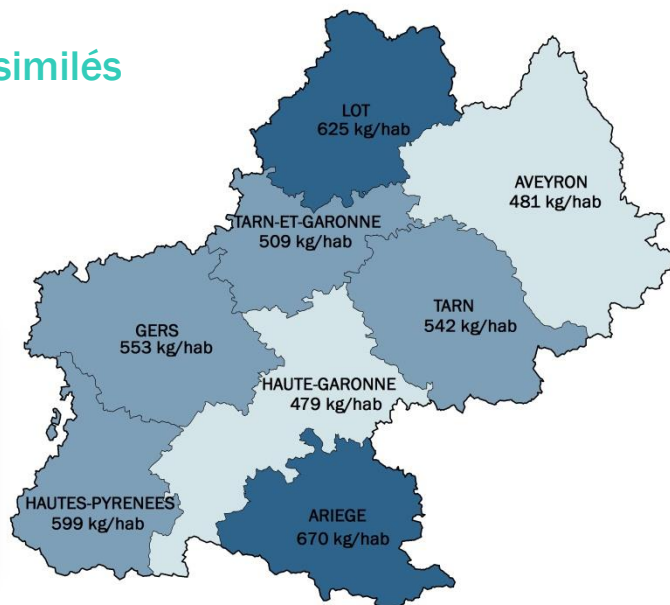 similés
LOT
625 kg/hab
AVEYRON
481 kg/hab
TARN-ET-GARONNE
509 kg/hab
TARN
542 kg/hab
GERS
553 kg/hab
HAUTE-GARONNE
479 kg/hab
HAUTES-PYRENEES
599 kg/hab
ARIEGE
670 kg/hab